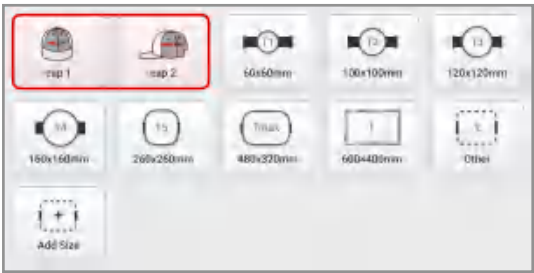 cap 1 cap 2 60x60mm 100x100mm 120x120mm
T1 T2 T3
160x160mm 260x260mm 480x320mm 600x400mm Other
T4 T5 Tmax
Add Size